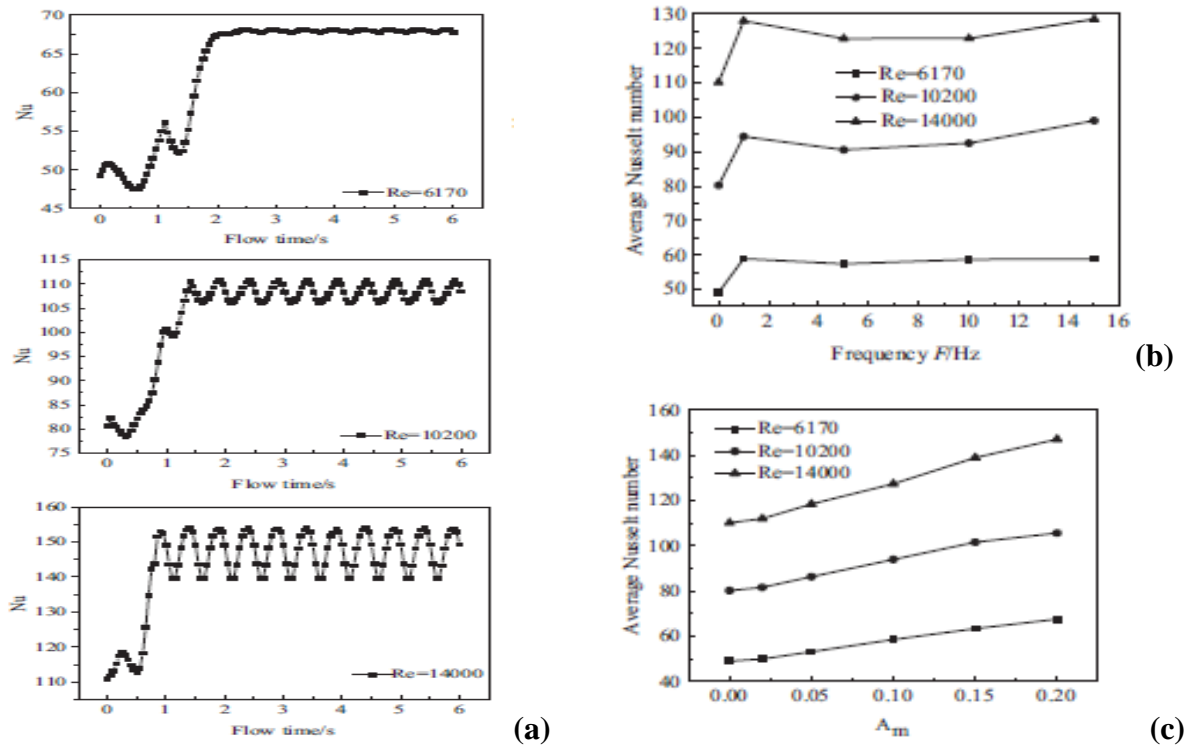 70
65
60
55
50
45
Nu
Re=6170
0 1 2 3 4 5 6
Flow time/s
115
110
105
100
95
90
85
80
75
Nu
Re=10200
0 1 2 3 4 5 6
Flow time/s
160
150
140
130
120
110
Nu
Re=14000
0 1 2 3 4 5 6
Flow time/s
(a)
130
120
110
100
90
80
70
60
50
Average Nusselt number
Re=6170
Re=10200
Re=14000
0 2 4 6 8 10 12 14 16
Frequency F/Hz
(b)
160
140
120
100
80
60
40
Average Nusselt number
Re=6170
Re=10200
Re=14000
0.00 0.02 0.05 0.10 0.15 0.20
Am
(c)